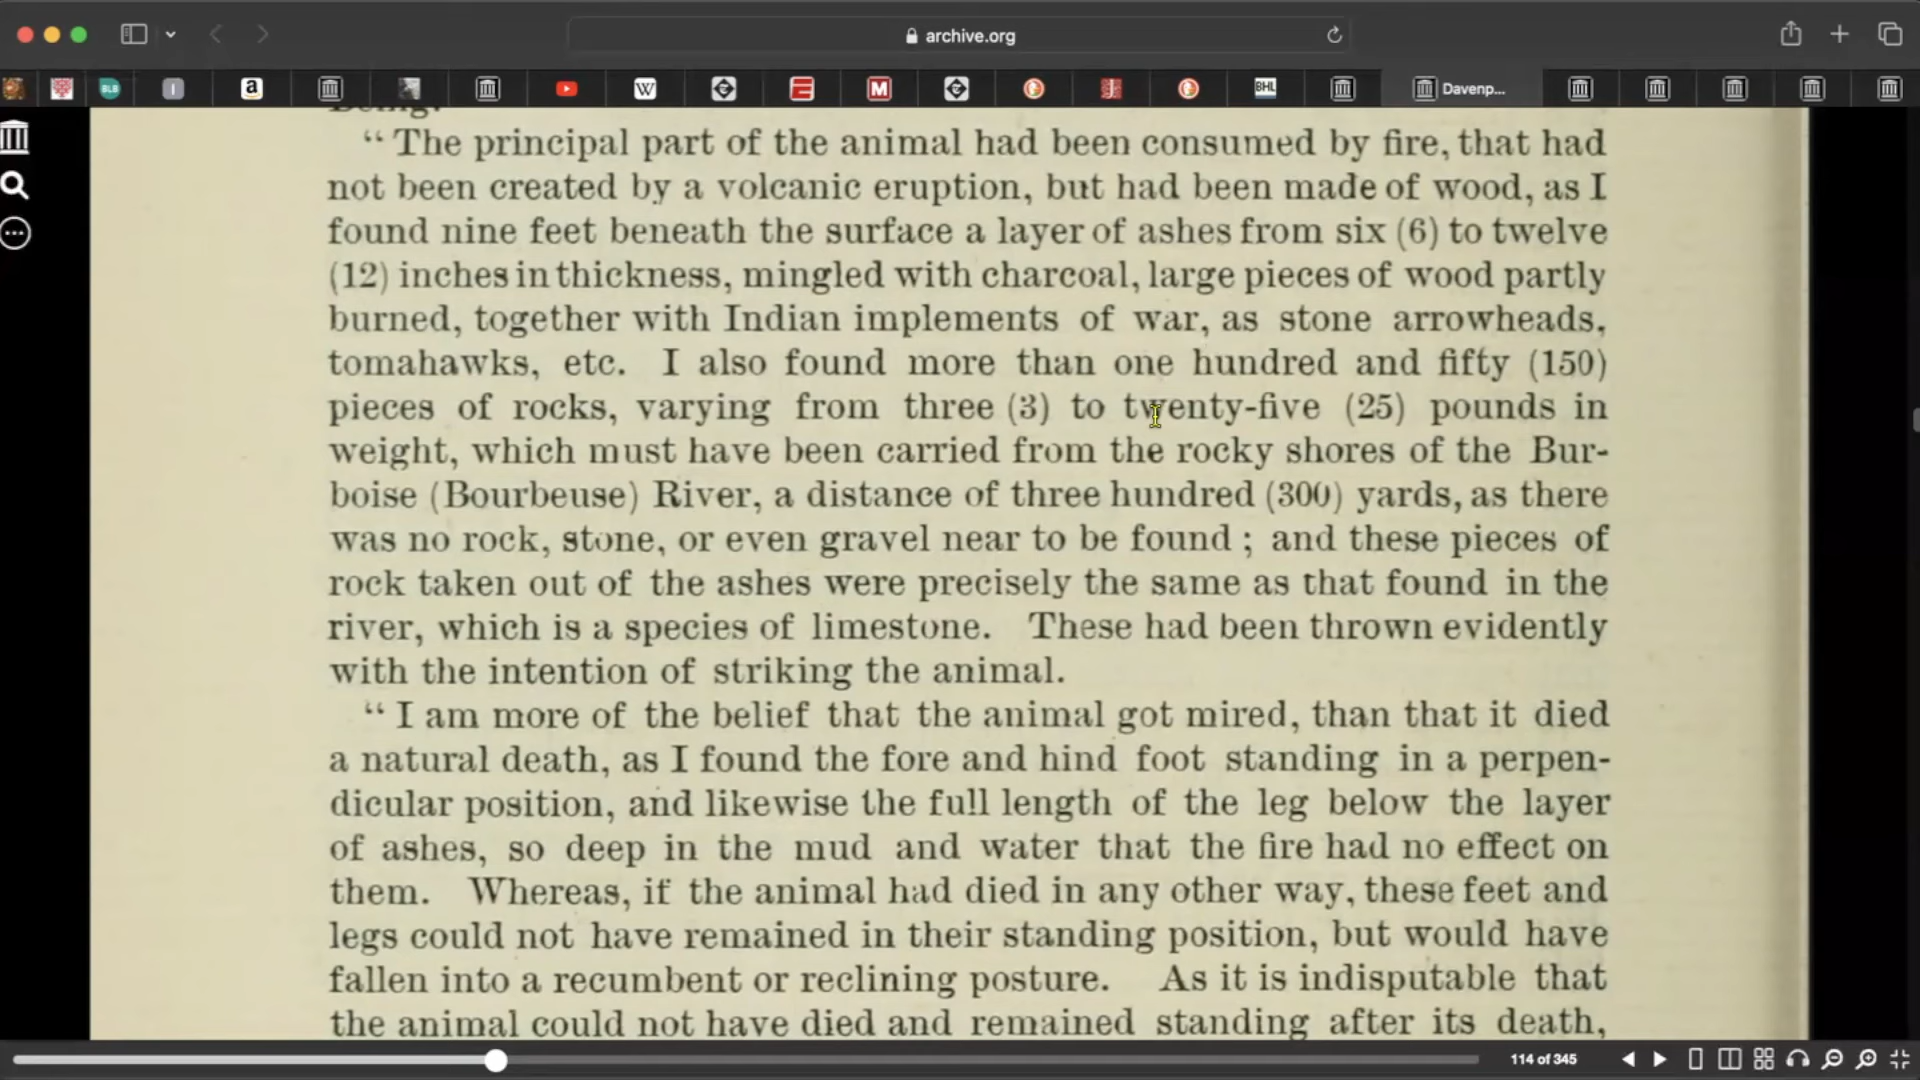 archive.org
BLB
a
W
M
BHL
Davenp...
Being.
“ The principal part of the animal had been consumed by fire, that had
not been created by a volcanic eruption, but had been made of wood, as I
found nine feet beneath the surface a layer of ashes from six (6) to twelve
(12) inches in thickness, mingled with charcoal, large pieces of wood partly
burned, together with Indian implements of war, as stone arrowheads,
tomahawks, etc. I also found more than one hundred and fifty (150)
pieces of rocks, varying from three (3) to twenty-five (25) pounds in
weight, which must have been carried from the rocky shores of the Bur-
boise (Bourbeuse) River, a distance of three hundred (300) yards, as there
was no rock, stone, or even gravel near to be found ; and these pieces of
rock taken out of the ashes were precisely the same as that found in the
river, which is a species of limestone. These had been thrown evidently
with the intention of striking the animal.
“ I am more of the belief that the animal got mired, than that it died
a natural death, as I found the fore and hind foot standing in a perpen-
dicular position, and likewise the full length of the leg below the layer
of ashes, so deep in the mud and water that the fire had no effect on
them. Whereas, if the animal had died in any other way, these feet and
legs could not have remained in their standing position, but would have
fallen into a recumbent or reclining posture. As it is indisputable that
the animal could not have died and remained standing after its death,
114 of 345